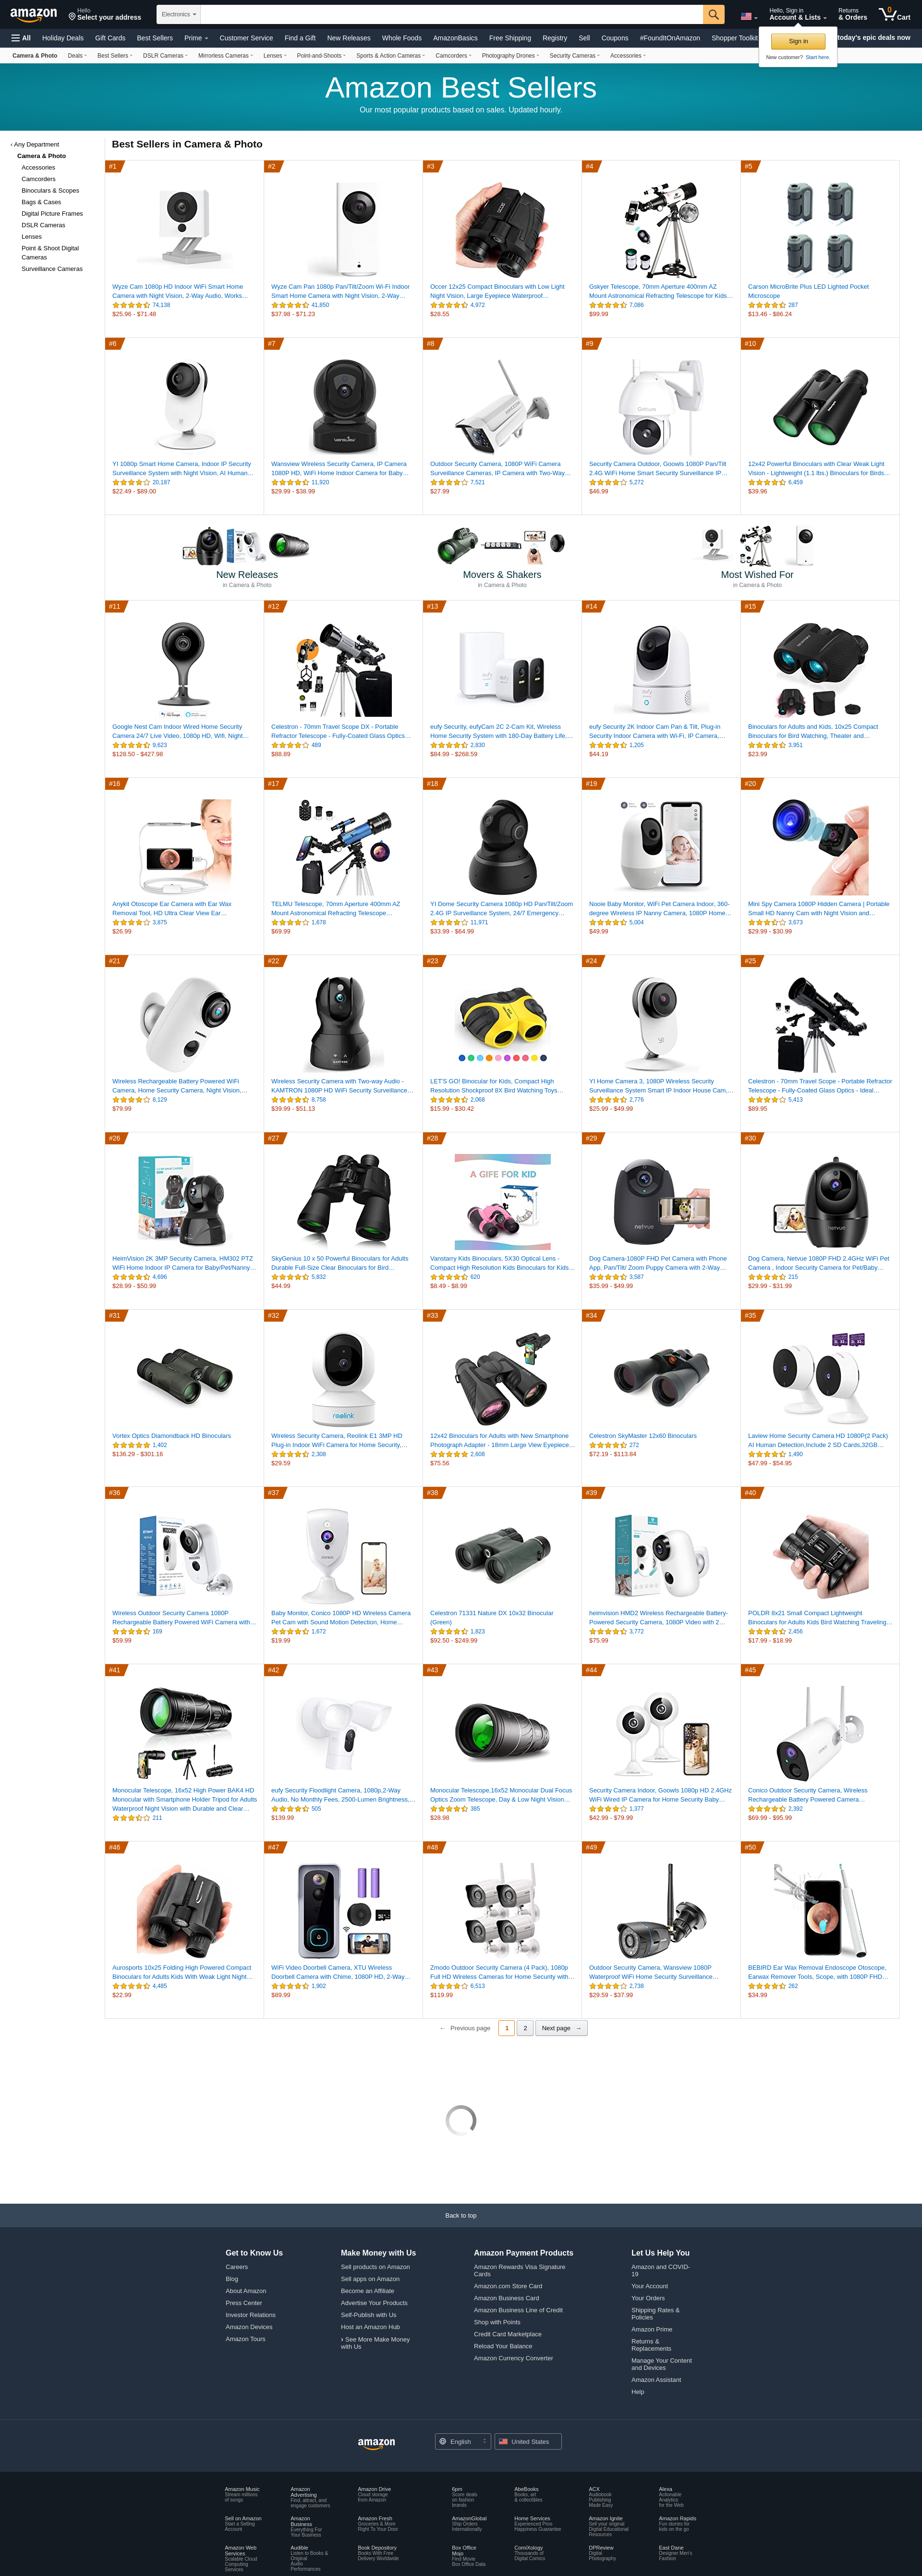 amazon
Hello
Select your address
Electronics
Hello, Sign in
Account & Lists
Returns
& Orders
0
Cart
All
Holiday Deals
Gift Cards
Best Sellers
Prime
Customer Service
Find a Gift
New Releases
Whole Foods
AmazonBasics
Free Shipping
Registry
Sell
Coupons
#FoundItOnAmazon
Shopper Toolkit
today's epic deals now
Sign in
New customer? Start here.
Camera & Photo
Deals
Best Sellers
DSLR Cameras
Mirrorless Cameras
Lenses
Point-and-Shoots
Sports & Action Cameras
Camcorders
Photography Drones
Security Cameras
Accessories
Amazon Best Sellers
Our most popular products based on sales. Updated hourly.
‹ Any Department
Camera & Photo
Accessories
Camcorders
Binoculars & Scopes
Bags & Cases
Digital Picture Frames
DSLR Cameras
Lenses
Point & Shoot Digital
Cameras
Surveillance Cameras
Best Sellers in Camera & Photo
#1
Wyze Cam 1080p HD Indoor WiFi Smart Home
Camera with Night Vision, 2-Way Audio, Works…
74,138
$25.96 - $71.48
#2
Wyze Cam Pan 1080p Pan/Tilt/Zoom Wi-Fi Indoor
Smart Home Camera with Night Vision, 2-Way…
41,850
$37.98 - $71.23
#3
Occer 12x25 Compact Binoculars with Low Light
Night Vision, Large Eyepiece Waterproof…
4,972
$28.55
#4
Gskyer Telescope, 70mm Aperture 400mm AZ
Mount Astronomical Refracting Telescope for Kids…
7,086
$99.99
#5
Carson MicroBrite Plus LED Lighted Pocket
Microscope
287
$13.46 - $86.24
#6
YI 1080p Smart Home Camera, Indoor IP Security
Surveillance System with Night Vision, AI Human…
20,187
$22.49 - $89.00
#7
Wansview Wireless Security Camera, IP Camera
1080P HD, WiFi Home Indoor Camera for Baby…
11,920
$29.99 - $38.99
#8
Outdoor Security Camera, 1080P WiFi Camera
Surveillance Cameras, IP Camera with Two-Way…
7,521
$27.99
#9
Security Camera Outdoor, Goowls 1080P Pan/Tilt
2.4G WiFi Home Smart Security Surveillance IP…
5,272
$46.99
#10
12x42 Powerful Binoculars with Clear Weak Light
Vision - Lightweight (1.1 lbs.) Binoculars for Birds…
6,459
$39.96
New Releases
in Camera & Photo
Movers & Shakers
in Camera & Photo
Most Wished For
in Camera & Photo
#11
Google Nest Cam Indoor Wired Home Security
Camera 24/7 Live Video, 1080p HD, Wifi, Night…
9,623
$128.50 - $427.98
#12
Celestron - 70mm Travel Scope DX - Portable
Refractor Telescope - Fully-Coated Glass Optics…
489
$88.89
#13
eufy Security, eufyCam 2C 2-Cam Kit, Wireless
Home Security System with 180-Day Battery Life,…
2,830
$84.99 - $268.59
#14
eufy Security 2K Indoor Cam Pan & Tilt, Plug-in
Security Indoor Camera with Wi-Fi, IP Camera,…
1,205
$44.19
#15
Binoculars for Adults and Kids, 10x25 Compact
Binoculars for Bird Watching, Theater and…
3,951
$23.99
#16
Anykit Otoscope Ear Camera with Ear Wax
Removal Tool, HD Ultra Clear View Ear…
3,875
$26.99
#17
TELMU Telescope, 70mm Aperture 400mm AZ
Mount Astronomical Refracting Telescope…
1,678
$69.99
#18
YI Dome Security Camera 1080p HD Pan/Tilt/Zoom
2.4G IP Surveillance System, 24/7 Emergency…
11,971
$33.99 - $64.99
#19
Nooie Baby Monitor, WiFi Pet Camera Indoor, 360-
degree Wireless IP Nanny Camera, 1080P Home…
5,004
$49.99
#20
Mini Spy Camera 1080P Hidden Camera | Portable
Small HD Nanny Cam with Night Vision and…
3,673
$29.99 - $30.99
#21
Wireless Rechargeable Battery Powered WiFi
Camera, Home Security Camera, Night Vision,…
8,129
$79.99
#22
Wireless Security Camera with Two-way Audio -
KAMTRON 1080P HD WiFi Security Surveillance…
8,758
$39.99 - $51.13
#23
LET'S GO! Binocular for Kids, Compact High
Resolution Shockproof 8X Bird Watching Toys…
2,068
$15.99 - $30.42
#24
YI Home Camera 3, 1080P Wireless Security
Surveillance System Smart IP Indoor House Cam,…
2,776
$25.99 - $49.99
#25
Celestron - 70mm Travel Scope - Portable Refractor
Telescope - Fully-Coated Glass Optics - Ideal…
5,413
$89.95
#26
HeimVision 2K 3MP Security Camera, HM302 PTZ
WiFi Home Indoor IP Camera for Baby/Pet/Nanny…
4,696
$28.99 - $50.99
#27
SkyGenius 10 x 50 Powerful Binoculars for Adults
Durable Full-Size Clear Binoculars for Bird…
5,832
$44.99
#28
A GIFE FOR KID
Vanstarry Kids Binoculars, 5X30 Optical Lens -
Compact High Resolution Kids Binoculars for Kids…
620
$8.49 - $8.99
#29
netvue
Dog Camera-1080P FHD Pet Camera with Phone
App, Pan/Tilt/ Zoom Puppy Camera with 2-Way…
3,587
$35.99 - $49.99
#30
netvue
Dog Camera, Netvue 1080P FHD 2.4GHz WiFi Pet
Camera , Indoor Security Camera for Pet/Baby…
215
$29.99 - $31.99
#31
Vortex Optics Diamondback HD Binoculars
1,402
$136.29 - $301.16
#32
reolink
Wireless Security Camera, Reolink E1 3MP HD
Plug-in Indoor WiFi Camera for Home Security,…
2,308
$29.59
#33
12x42 Binoculars for Adults with New Smartphone
Photograph Adapter - 18mm Large View Eyepiece…
2,608
$75.56
#34
Celestron SkyMaster 12x60 Binoculars
272
$72.19 - $113.84
#35
Laview Home Security Camera HD 1080P(2 Pack)
AI Human Detection,Include 2 SD Cards,32GB…
1,490
$47.99 - $54.95
#36
Wireless Outdoor Security Camera 1080P
Rechargeable Battery Powered WiFi Camera with…
169
$59.99
#37
Baby Monitor, Conico 1080P HD Wireless Camera
Pet Cam with Sound Motion Detection, Home…
1,672
$19.99
#38
Celestron 71331 Nature DX 10x32 Binocular
(Green)
1,823
$92.50 - $249.99
#39
heimvision HMD2 Wireless Rechargeable Battery-
Powered Security Camera, 1080P Video with 2…
3,772
$75.99
#40
POLDR 8x21 Small Compact Lightweight
Binoculars for Adults Kids Bird Watching Traveling…
2,456
$17.99 - $18.99
#41
Monocular Telescope, 16x52 High Power BAK4 HD
Monocular with Smartphone Holder Tripod for Adults
Waterproof Night Vision with Durable and Clear…
211
#42
eufy Security Floodlight Camera, 1080p,2-Way
Audio, No Monthly Fees, 2500-Lumen Brightness,…
505
$139.99
#43
Monocular Telescope,16x52 Monocular Dual Focus
Optics Zoom Telescope, Day & Low Night Vision…
385
$28.98
#44
Security Camera Indoor, Goowls 1080p HD 2.4GHz
WiFi Wired IP Camera for Home Security Baby…
1,377
$42.99 - $79.99
#45
Conico Outdoor Security Camera, Wireless
Rechargeable Battery Powered Camera…
2,392
$69.99 - $95.99
#46
Aurosports 10x25 Folding High Powered Compact
Binoculars for Adults Kids With Weak Light Night…
4,485
$22.99
#47
WiFi Video Doorbell Camera, XTU Wireless
Doorbell Camera with Chime, 1080P HD, 2-Way…
1,902
$89.99
#48
Zmodo Outdoor Security Camera (4 Pack), 1080p
Full HD Wireless Cameras for Home Security with…
6,513
$119.99
#49
Outdoor Security Camera, Wansview 1080P
Waterproof WiFi Home Security Surveillance…
2,738
$29.59 - $37.99
#50
BEBIRD Ear Wax Removal Endoscope Otoscope,
Earwax Remover Tools, Scope, with 1080P FHD…
262
$34.99
← Previous page
1
2
Next page →
Back to top
Get to Know Us
Careers
Blog
About Amazon
Press Center
Investor Relations
Amazon Devices
Amazon Tours
Make Money with Us
Sell products on Amazon
Sell apps on Amazon
Become an Affiliate
Advertise Your Products
Self-Publish with Us
Host an Amazon Hub
› See More Make Money
with Us
Amazon Payment Products
Amazon Rewards Visa Signature
Cards
Amazon.com Store Card
Amazon Business Card
Amazon Business Line of Credit
Shop with Points
Credit Card Marketplace
Reload Your Balance
Amazon Currency Converter
Let Us Help You
Amazon and COVID-
19
Your Account
Your Orders
Shipping Rates &
Policies
Amazon Prime
Returns &
Replacements
Manage Your Content
and Devices
Amazon Assistant
Help
amazon
English
United States
Amazon Music
Stream millions
of songs
Amazon
Advertising
Find, attract, and
engage customers
Amazon Drive
Cloud storage
from Amazon
6pm
Score deals
on fashion
brands
AbeBooks
Books, art
& collectibles
ACX
Audiobook
Publishing
Made Easy
Alexa
Actionable
Analytics
for the Web
Sell on Amazon
Start a Selling
Account
Amazon
Business
Everything For
Your Business
Amazon Fresh
Groceries & More
Right To Your Door
AmazonGlobal
Ship Orders
Internationally
Home Services
Experienced Pros
Happiness Guarantee
Amazon Ignite
Sell your original
Digital Educational
Resources
Amazon Rapids
Fun stories for
kids on the go
Amazon Web
Services
Scalable Cloud
Computing
Services
Audible
Listen to Books &
Original
Audio
Performances
Book Depository
Books With Free
Delivery Worldwide
Box Office
Mojo
Find Movie
Box Office Data
ComiXology
Thousands of
Digital Comics
DPReview
Digital
Photography
East Dane
Designer Men's
Fashion